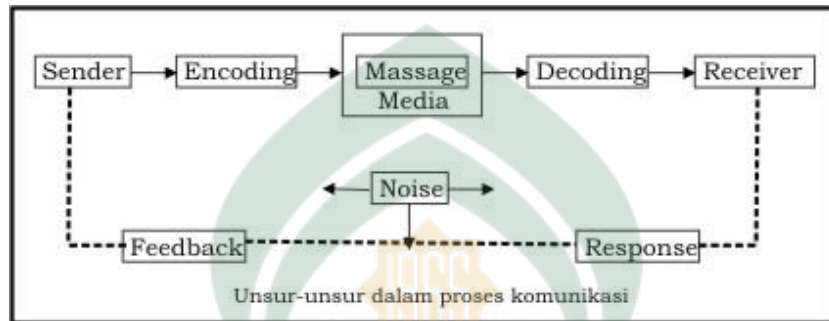 Sender Encoding Massage Decoding Receiver
Media
Noise
Feedback Response
Unsur-unsur dalam proses komunikasi